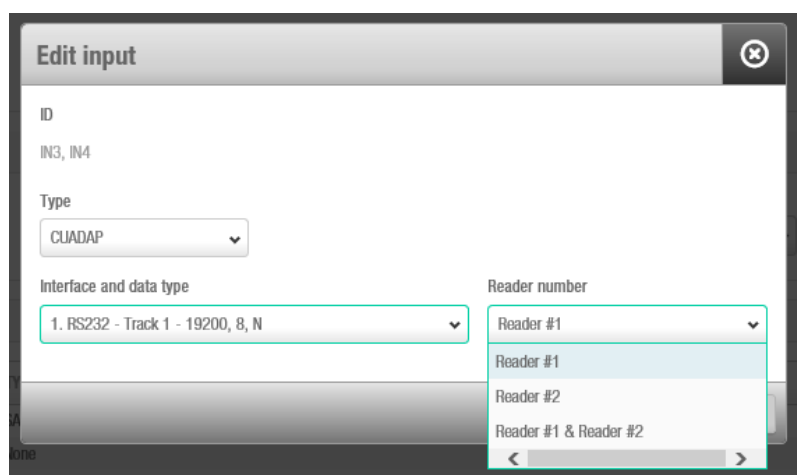 Edit input
ID
IN3, IN4
Type
CUADAP
Interface and data type
Reader number
1. RS232 - Track 1 - 19200, 8, N
Reader #1
Reader #1
Reader #2
Reader #1 & Reader #2
None